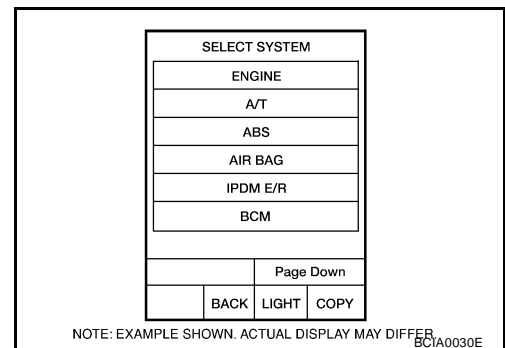 SELECT SYSTEM
ENGINE
A/T
ABS
AIR BAG
IPDM E/R
BCM
Page Down
BACK LIGHT COPY
NOTE: EXAMPLE SHOWN. ACTUAL DISPLAY MAY DIFFER
BCIA0030E